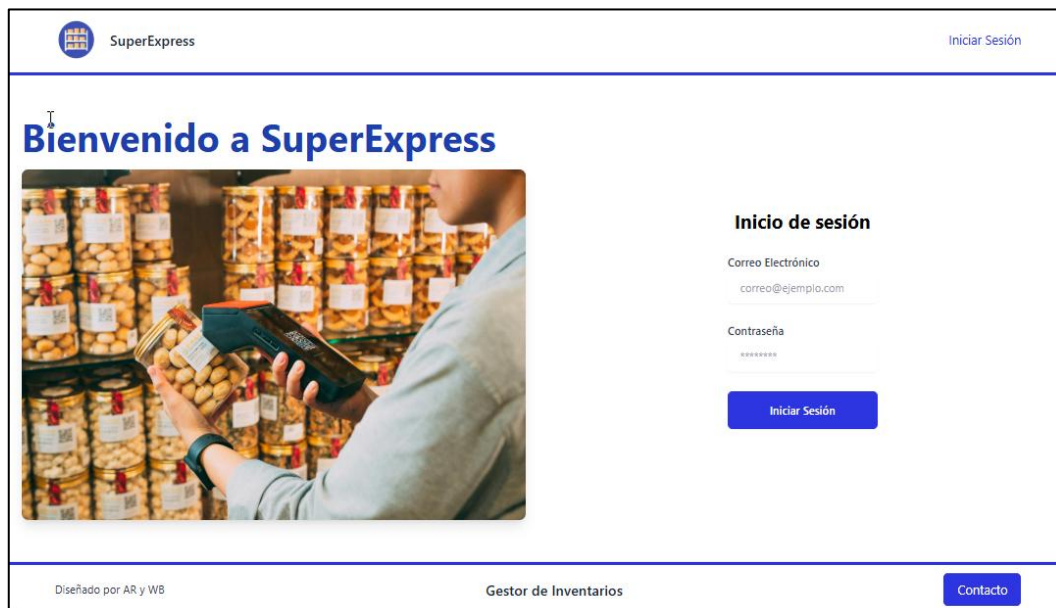 SuperExpress
Iniciar Sesión
Bienvenido a SuperExpress
Inicio de sesión
Correo Electrónico
correo@ejemplo.com
Contraseña
********
Iniciar Sesión
Diseñado por AR y WB
Gestor de Inventarios
Contacto